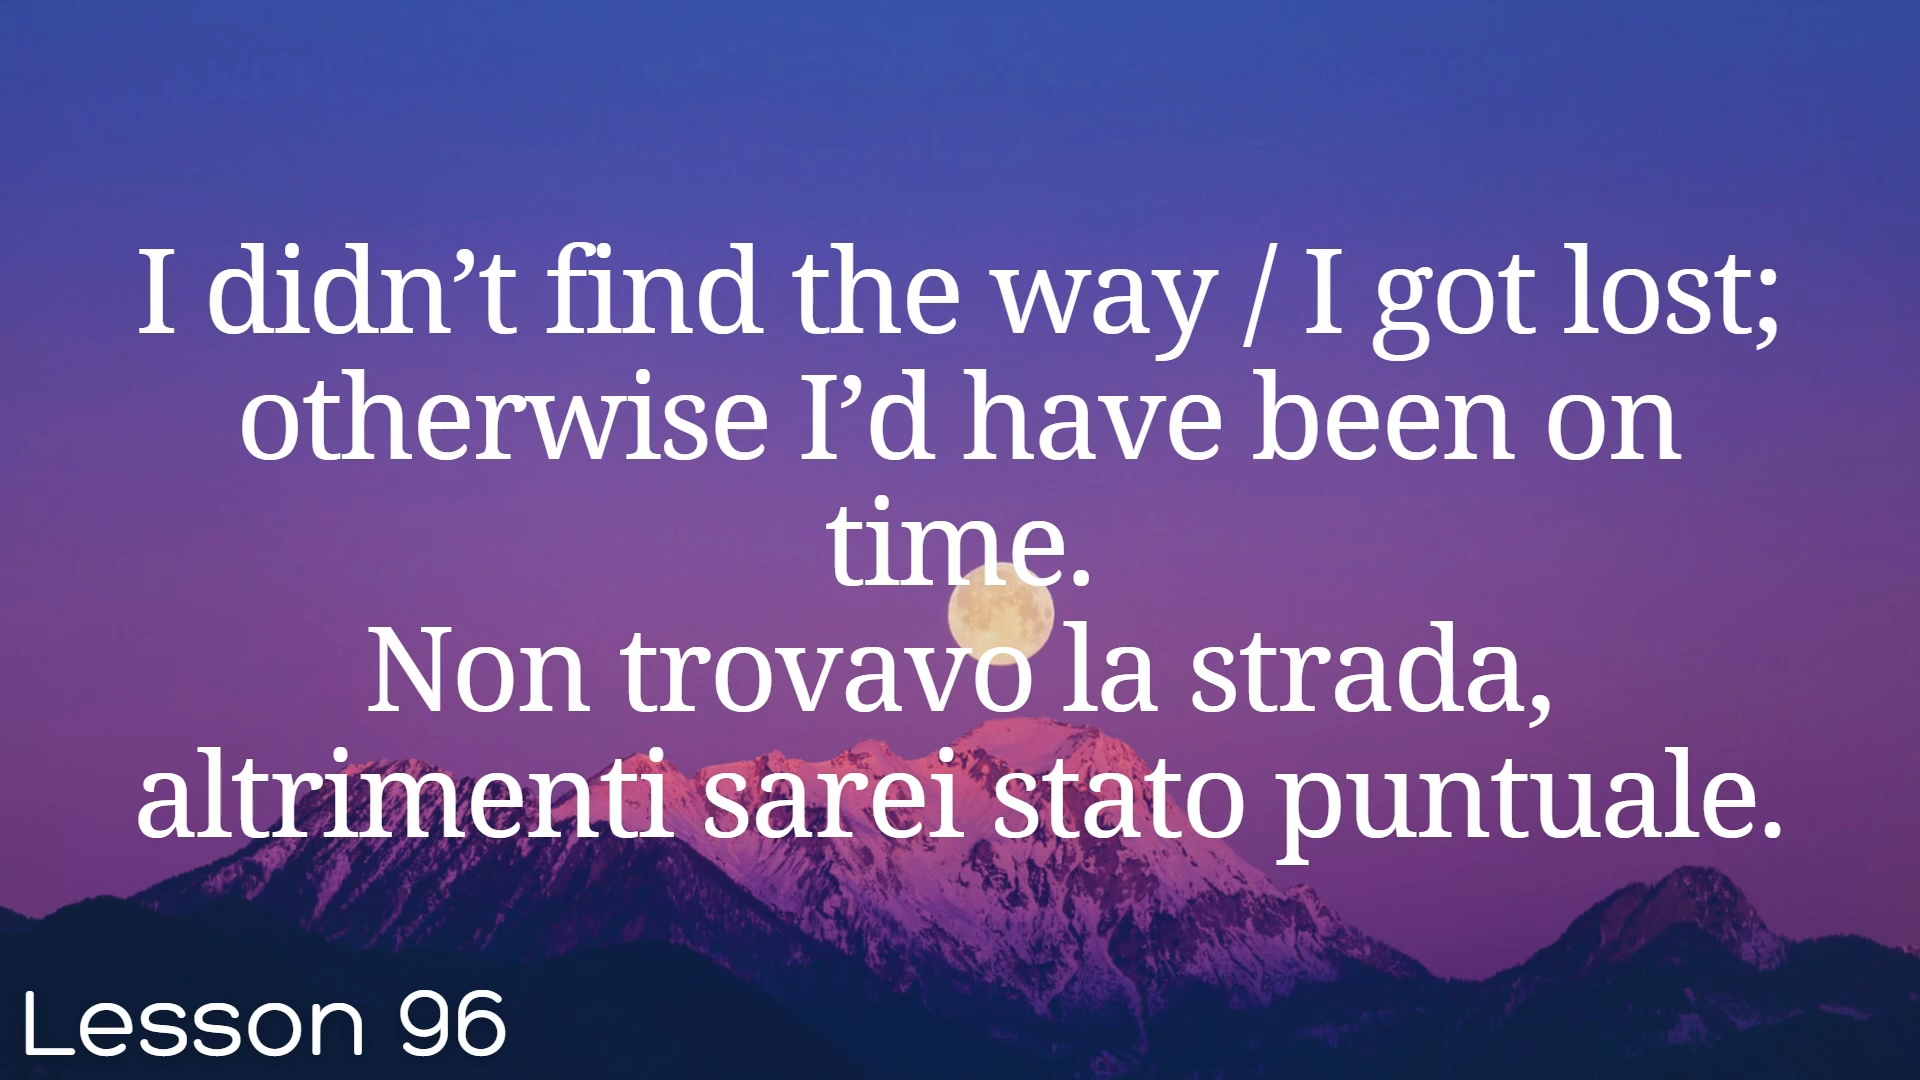 I didn’t find the way / I got lost;
otherwise I’d have been on
time.
Non trovavo la strada,
altrimenti sarei stato puntuale.
Lesson 96